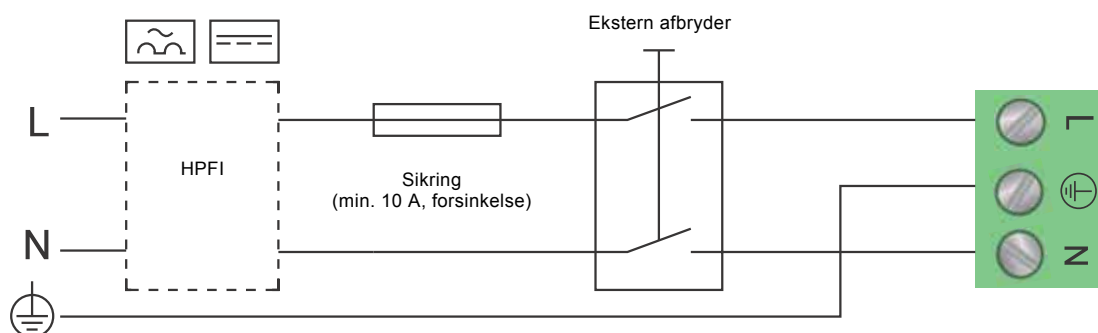 Ekstern afbryder
L
HPFI
Sikring
(min. 10 A, forsinkelse)
N
L
N